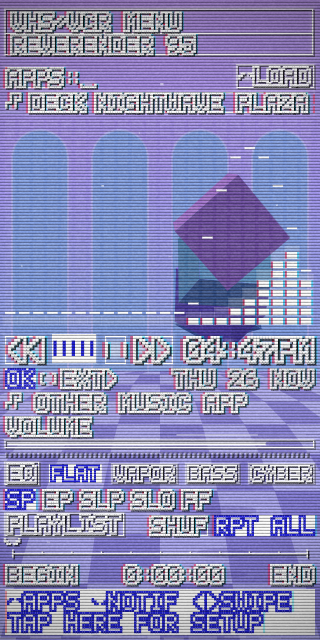 VHS/VCR MENU
REWERENDER 95
APPS::_ LOAD
DECK NIGHTWAVE PLAZA
04:47PM
OK EXT THU 26 NOV
OTHER MUSIC APP
VOLUME
EQ FLAT VAPOR BASS CYBER
SP EP SLP SLO FF
PLAYLIST SHUF RPT ALL
BEGIN 0:00:00 END
APPS NOTIF SWIPE
TAP HERE FOR SETUP